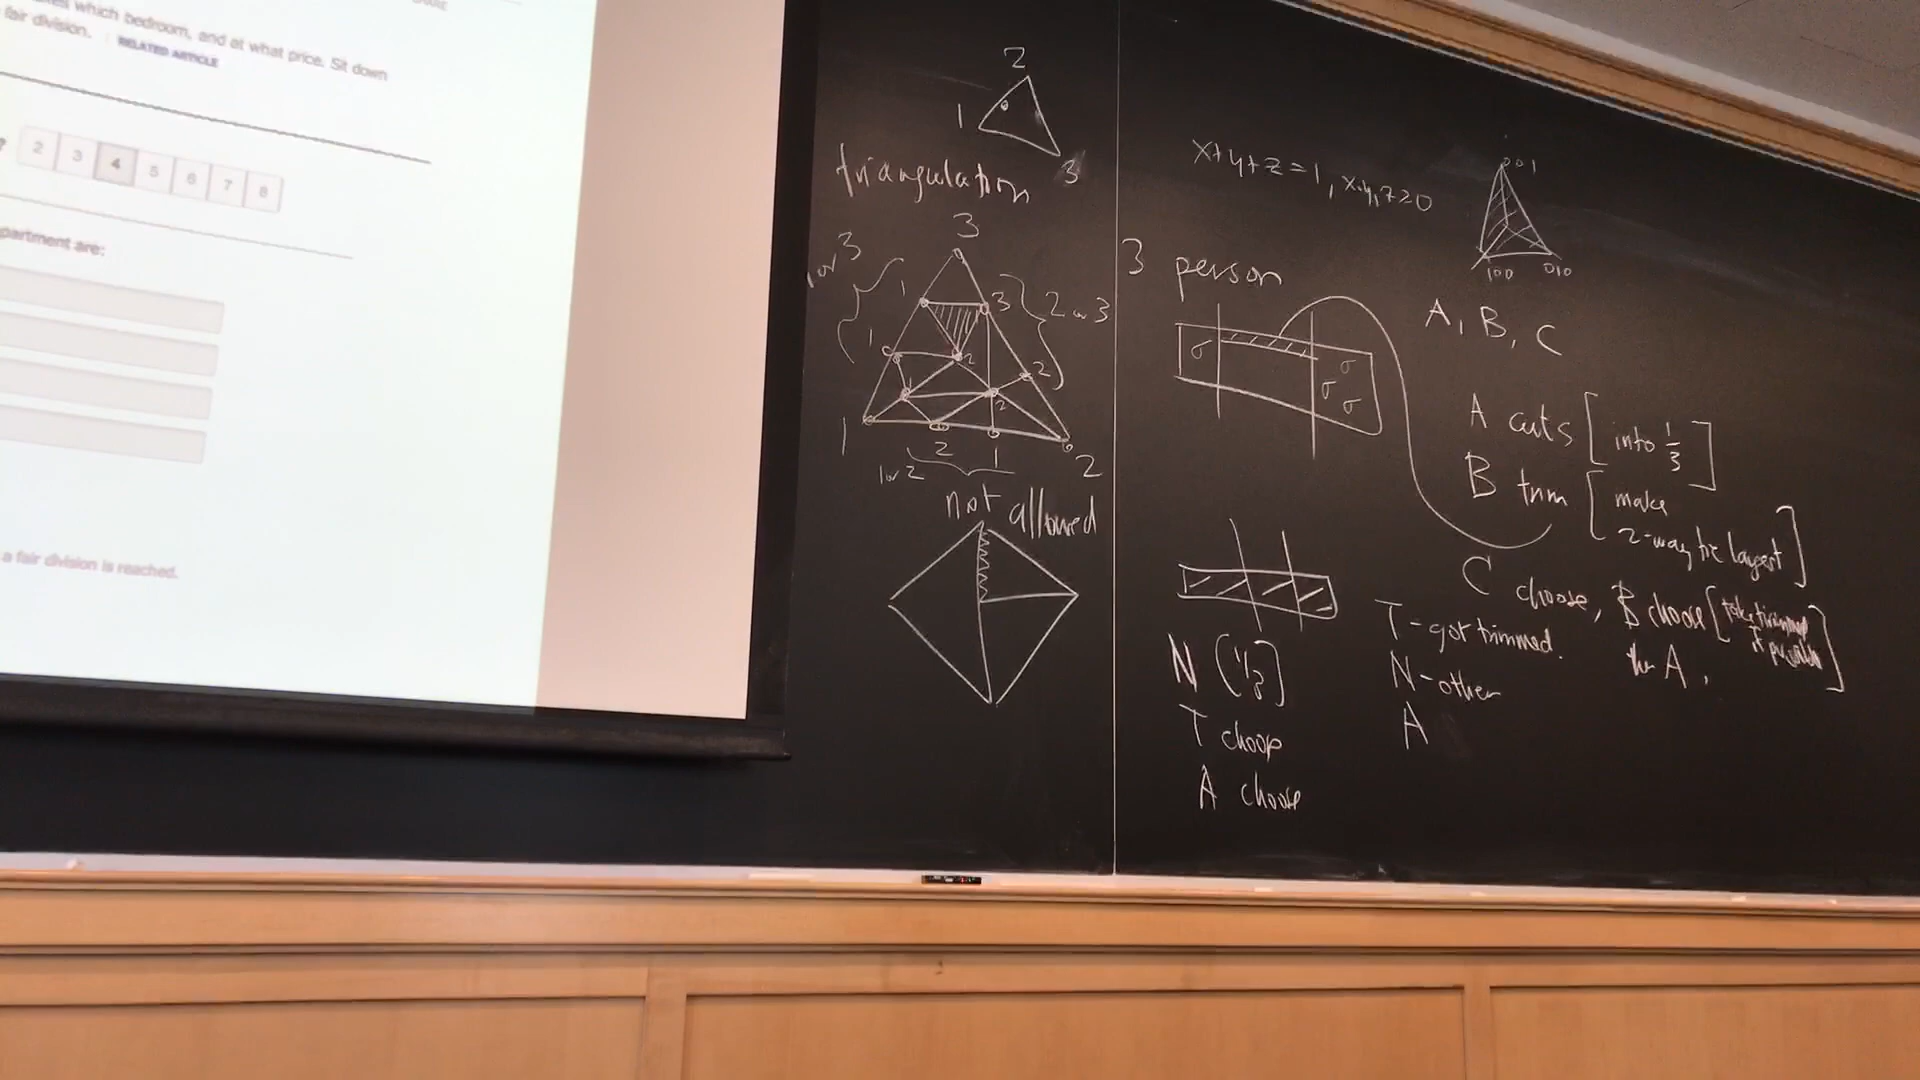 which bedroom, and at what price. Sit down
fair division.
RELATED ARTICLE
2 3 4 5 6 7 8
partment are:
a fair division is reached.
2
1
3
triangulation
3
1 or 3
1
3
2 or 3
1
2
2
1
2
1
2
1
2
1 or 2
not allowed
x+y+z=1, x,y,z≥0
001
100
010
3 person
A, B, C
σ
σ
σ
σ
A cuts [into 1/3]
B trim [make
2-way tie largest]
C choose, B choose [take trimmed
if possible]
the A,
T-got trimmed.
N-other
A
N
T choose
A choose